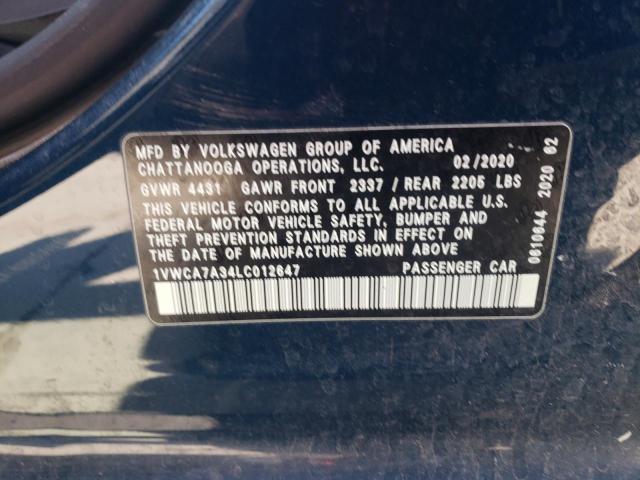 MFD BY VOLKSWAGEN GROUP OF AMERICA
CHATTANOOGA OPERATIONS, LLC. 02/2020
GVWR 4431 GAWR FRONT 2337 / REAR 2205 LBS
THIS VEHICLE CONFORMS TO ALL APPLICABLE U.S.
FEDERAL MOTOR VEHICLE SAFETY, BUMPER AND
THEFT PREVENTION STANDARDS IN EFFECT ON
THE DATE OF MANUFACTURE SHOWN ABOVE
1VWCA7A34LC012647 PASSENGER CAR
0610644 2020 02